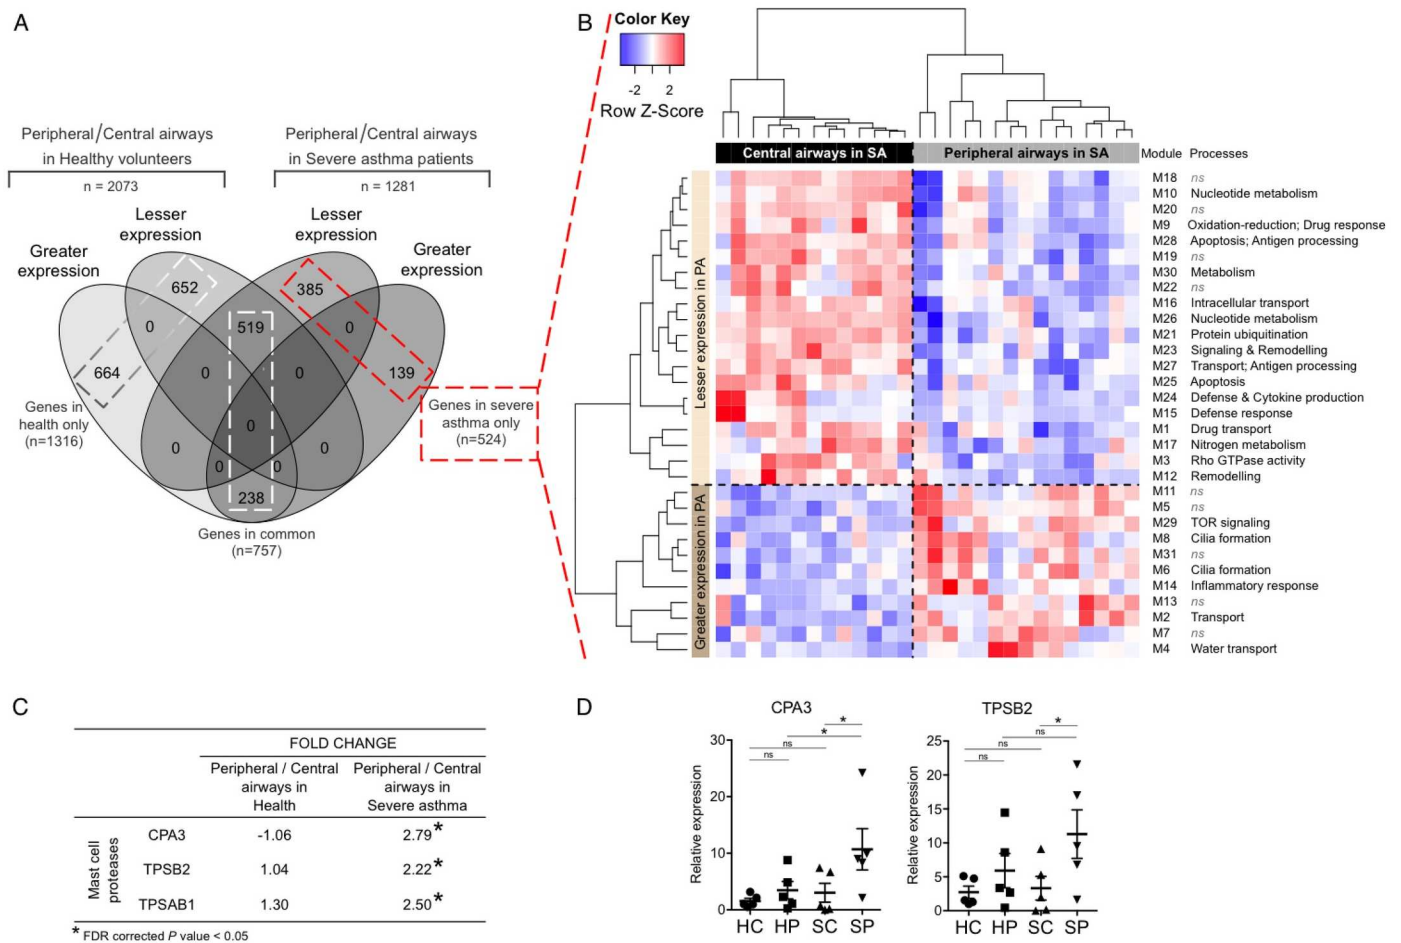 A
Peripheral/Central airways
in Healthy volunteers
n = 2073
Peripheral/Central airways
in Severe asthma patients
n = 1281
Lesser
expression
Lesser
expression
Greater
expression
Greater
expression
652
385
0
519
0
664
0
0
139
Genes in
health only
(n=1316)
Genes in severe
asthma only
(n=524)
0
0
0
0
0
238
Genes in common
(n=757)
B
Color Key
-2 2
Row Z-Score
Central airways in SA
Peripheral airways in SA
Module Processes
Lesser expression in PA
Greater expression in PA
M18 ns
M10 Nucleotide metabolism
M20 ns
M9 Oxidation-reduction; Drug response
M28 Apoptosis; Antigen processing
M19 ns
M30 Metabolism
M22 ns
M16 Intracellular transport
M26 Nucleotide metabolism
M21 Protein ubiquitination
M23 Signaling & Remodelling
M27 Transport; Antigen processing
M25 Apoptosis
M24 Defense & Cytokine production
M15 Defense response
M1 Drug transport
M17 Nitrogen metabolism
M3 Rho GTPase activity
M12 Remodelling
M11 ns
M5 ns
M29 TOR signaling
M8 Cilia formation
M31 ns
M6 Cilia formation
M14 Inflammatory response
M13 ns
M2 Transport
M7 ns
M4 Water transport
C
FOLD CHANGE
Peripheral / Central
airways in
Health
Peripheral / Central
airways in
Severe asthma
Mast cell
proteases
CPA3 -1.06 2.79*
TPSB2 1.04 2.22*
TPSAB1 1.30 2.50*
* FDR corrected P value < 0.05
D
CPA3
*
*
ns
ns
Relative expression
30
20
10
0
HC HP SC SP
TPSB2
*
ns
ns
ns
Relative expression
25
20
15
10
5
0
HC HP SC SP